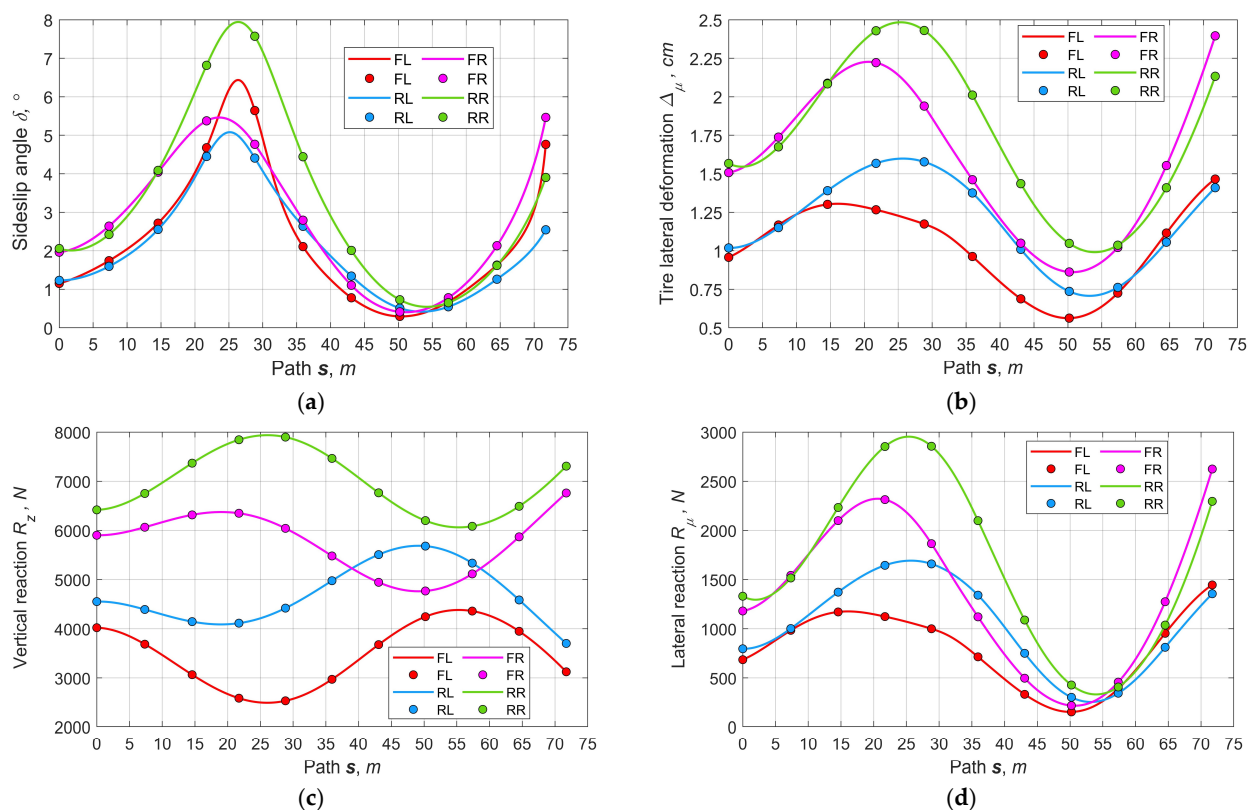 8
7
6
5
4
3
2
1
0
Sideslip angle δ, °
FL FR
FL FR
RL RR
RL RR
0 5 10 15 20 25 30 35 40 45 50 55 60 65 70 75
Path s, m
(a)
2.5
2.25
2
1.75
1.5
1.25
1
0.75
0.5
Tire lateral deformation Δμ , cm
FL FR
FL FR
RL RR
RL RR
0 5 10 15 20 25 30 35 40 45 50 55 60 65 70 75
Path s, m
(b)
8000
7000
6000
5000
4000
3000
2000
Vertical reaction Rz , N
FL FR
FL FR
RL RR
RL RR
0 5 10 15 20 25 30 35 40 45 50 55 60 65 70 75
Path s, m
(c)
3000
2500
2000
1500
1000
500
0
Lateral reaction Rμ , N
FL FR
FL FR
RL RR
RL RR
0 5 10 15 20 25 30 35 40 45 50 55 60 65 70 75
Path s, m
(d)